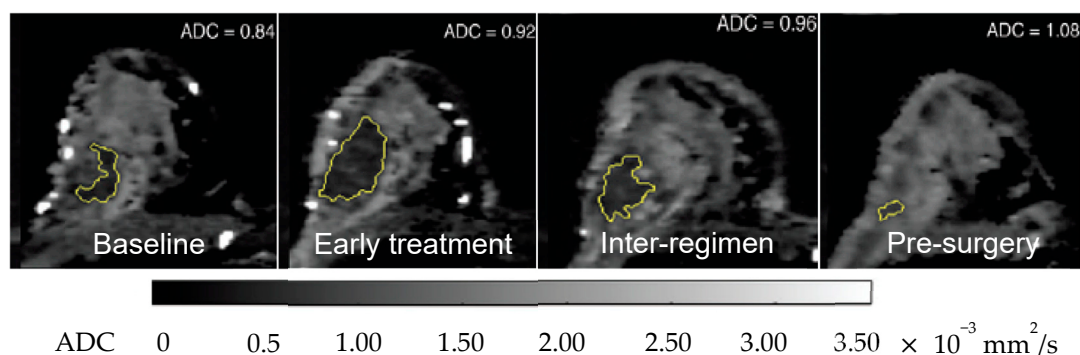 ADC = 0.84
ADC = 0.92
ADC = 0.96
ADC = 1.08
Baseline
Early treatment
Inter-regimen
Pre-surgery
ADC 0 0.5 1.00 1.50 2.00 2.50 3.00 3.50 × 10⁻³ mm²/s